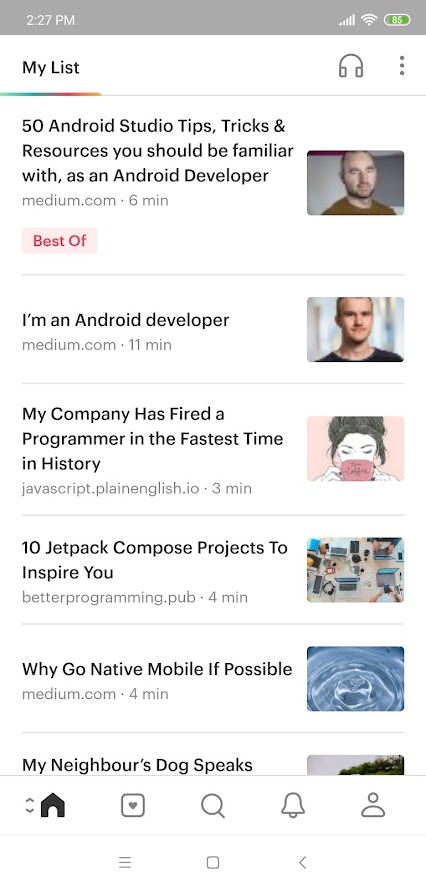 2:27 PM
85
My List
50 Android Studio Tips, Tricks &
Resources you should be familiar
with, as an Android Developer
medium.com · 6 min
Best Of
I'm an Android developer
medium.com · 11 min
My Company Has Fired a
Programmer in the Fastest Time
in History
javascript.plainenglish.io · 3 min
10 Jetpack Compose Projects To
Inspire You
betterprogramming.pub · 4 min
Why Go Native Mobile If Possible
medium.com · 4 min
My Neighbour's Dog Speaks